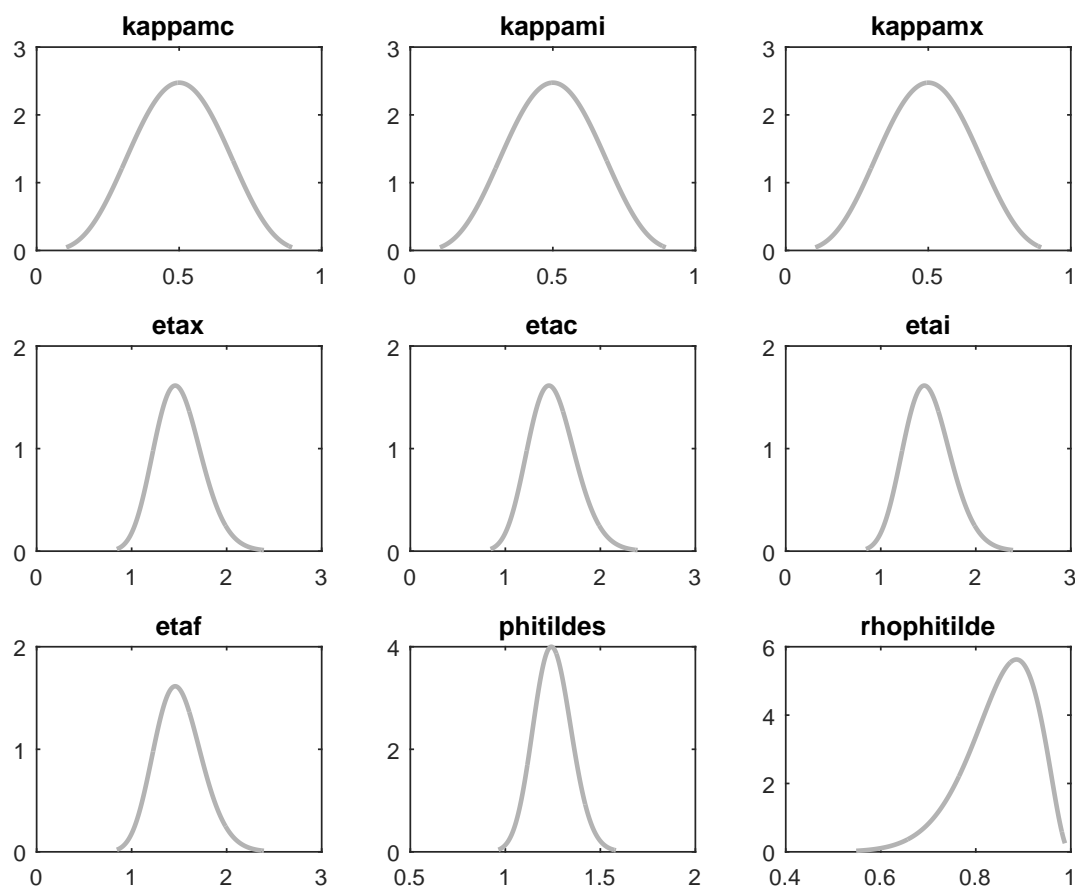 kappamc kappami kappamx
3 3 3
2 2 2
1 1 1
0 0 0
0 0.5 1 0 0.5 1 0 0.5 1
etax etac etai
2 2 2
1 1 1
0 0 0
0 1 2 3 0 1 2 3 0 1 2 3
etaf phitildes rhophitilde
2 4 6
4
1 2
2
0 0 0
0 1 2 3 0.5 1 1.5 2 0.4 0.6 0.8 1